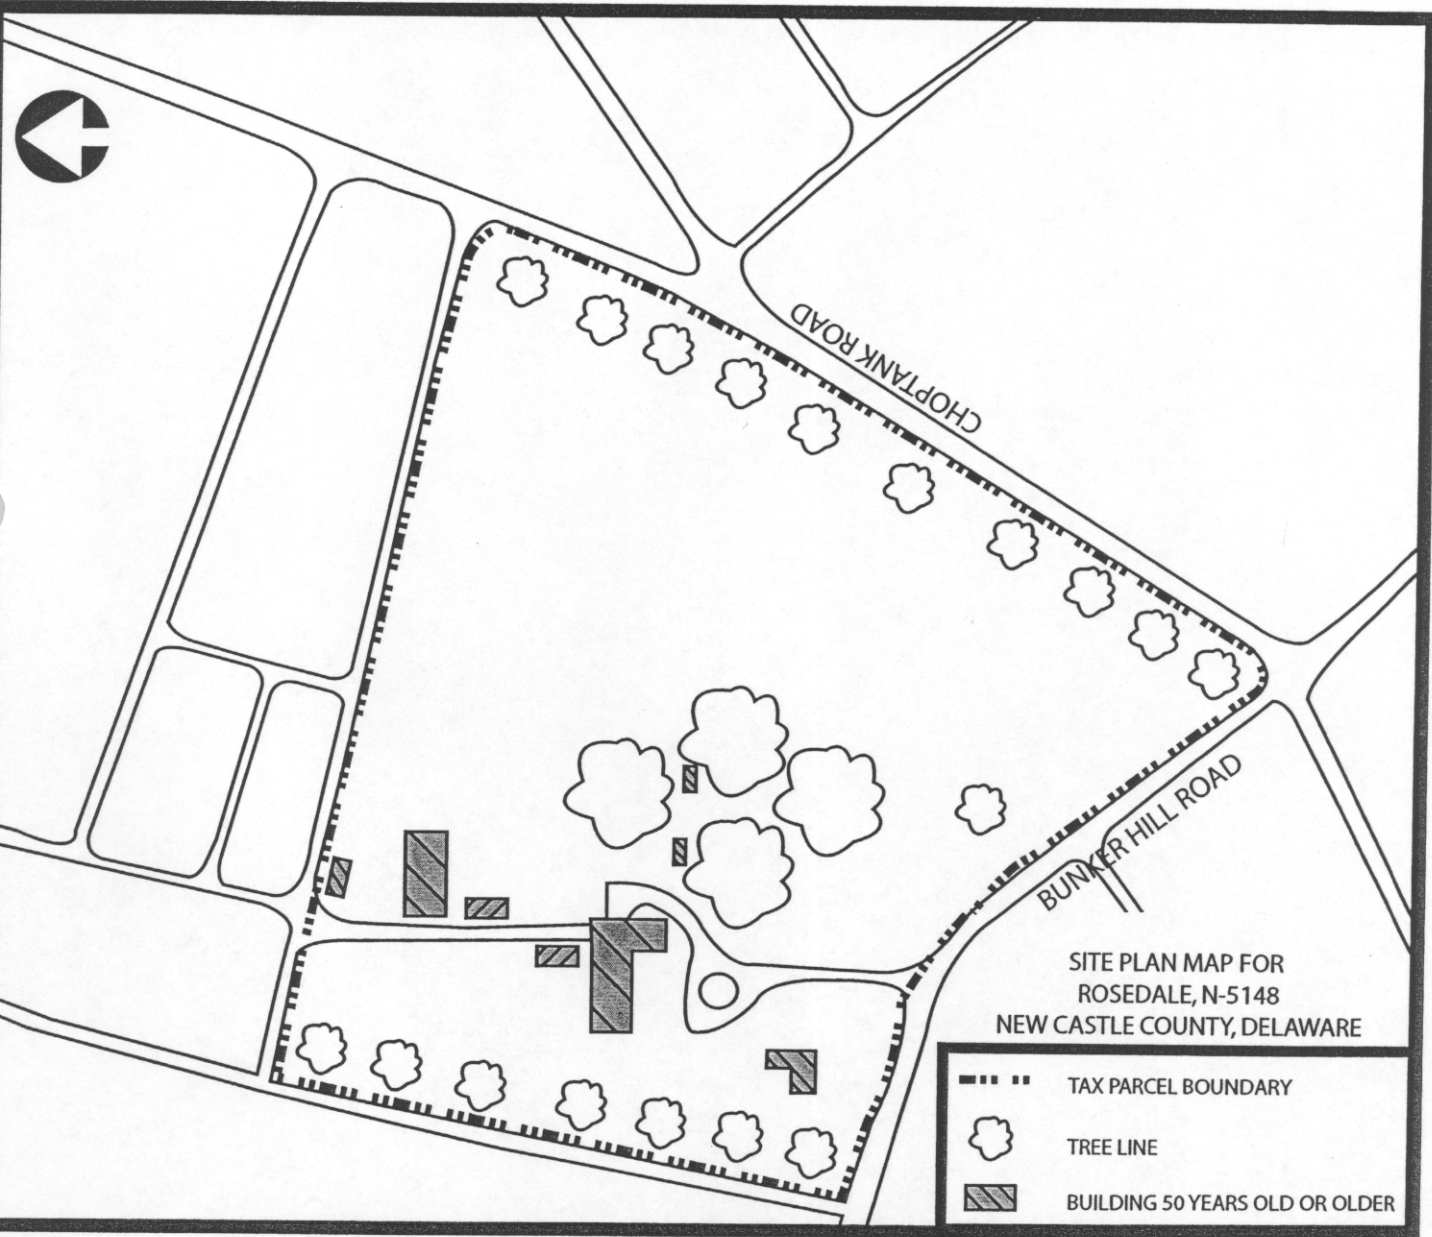 CHOPTANK ROAD
BUNKER HILL ROAD
SITE PLAN MAP FOR
ROSEDALE, N-5148
NEW CASTLE COUNTY, DELAWARE
TAX PARCEL BOUNDARY
TREE LINE
BUILDING 50 YEARS OLD OR OLDER